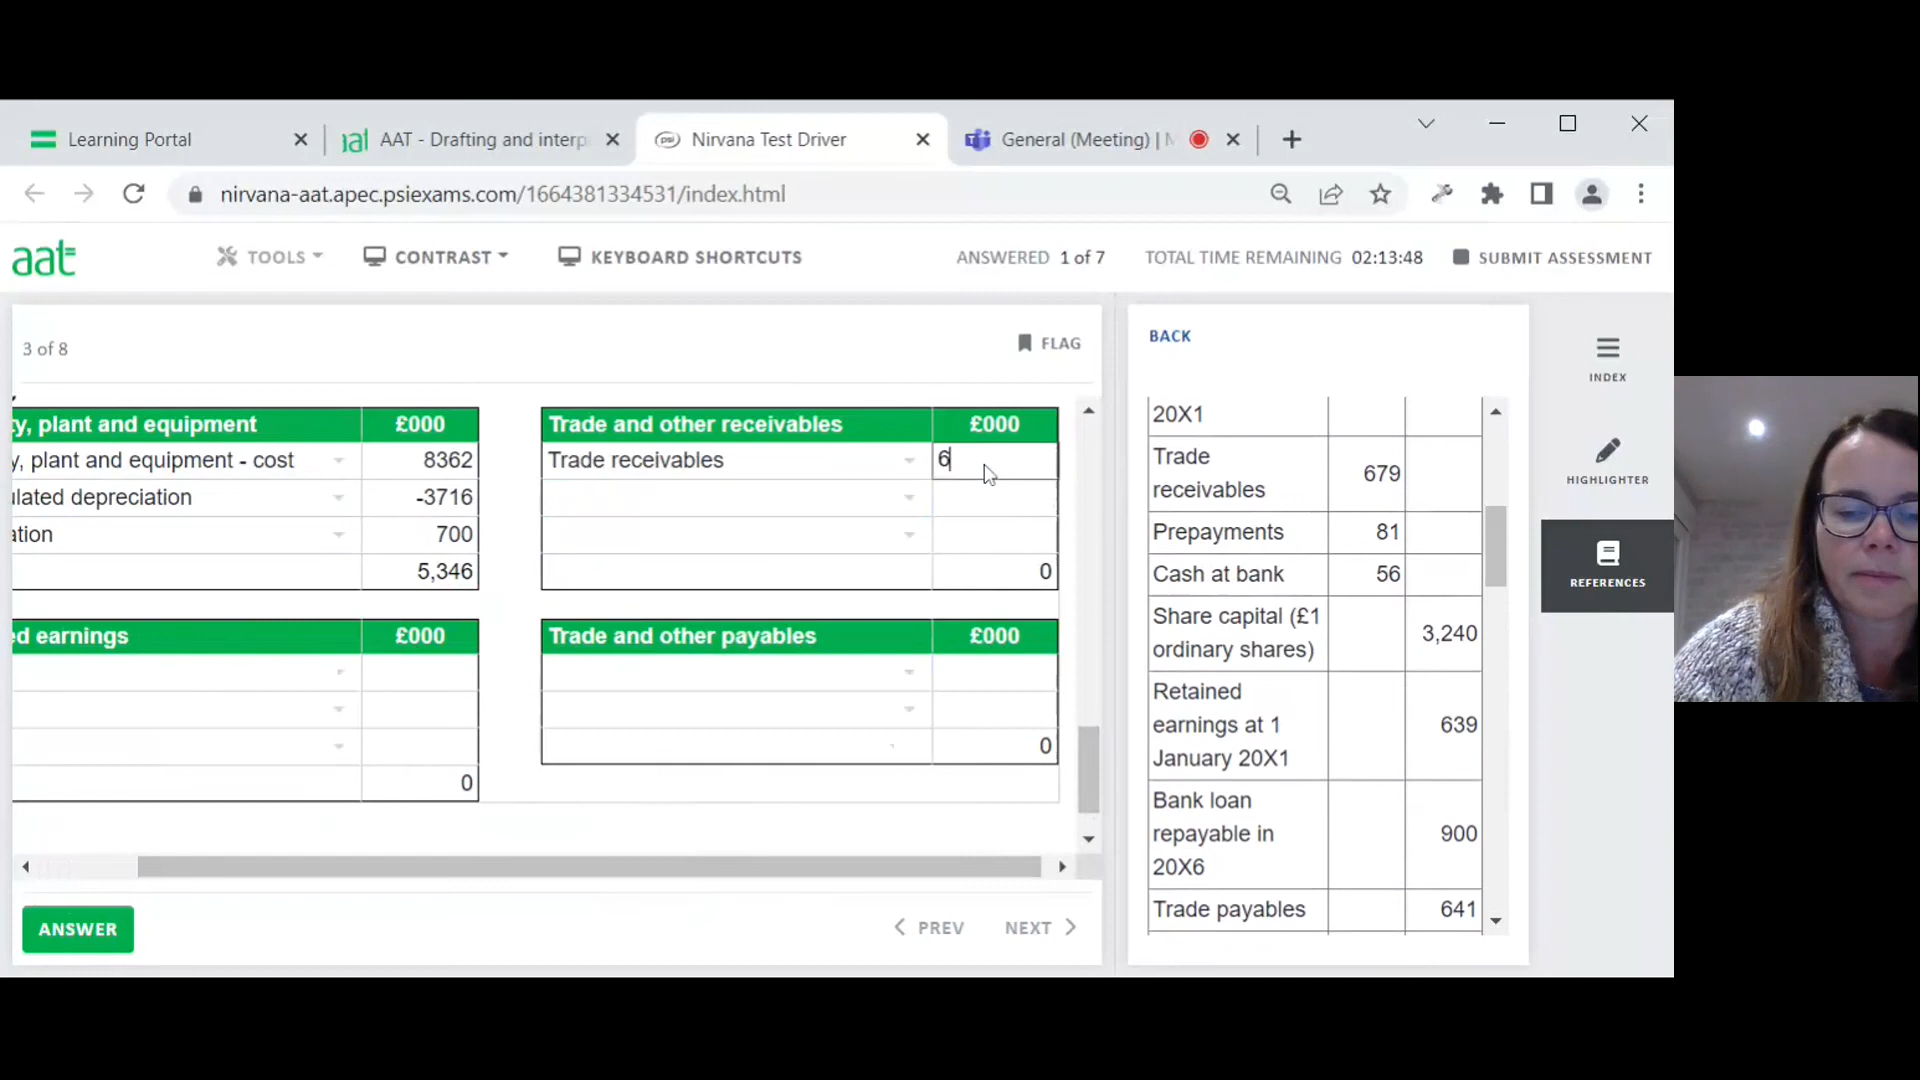 Learning Portal
AAT - Drafting and interp
psi
Nirvana Test Driver
General (Meeting) | M
nirvana-aat.apec.psiexams.com/1664381334531/index.html
aat
TOOLS
CONTRAST
KEYBOARD SHORTCUTS
ANSWERED 1 of 7
TOTAL TIME REMAINING 02:13:48
SUBMIT ASSESSMENT
3 of 8
FLAG
ty, plant and equipment £000
y, plant and equipment - cost 8362
ulated depreciation -3716
ation 700
5,346
Trade and other receivables £000
Trade receivables 6
0
ed earnings £000
0
Trade and other payables £000
0
ANSWER
PREV
NEXT
BACK
20X1
Trade
receivables 679
Prepayments 81
Cash at bank 56
Share capital (£1
ordinary shares) 3,240
Retained
earnings at 1
January 20X1 639
Bank loan
repayable in
20X6 900
Trade payables 641
INDEX
HIGHLIGHTER
REFERENCES